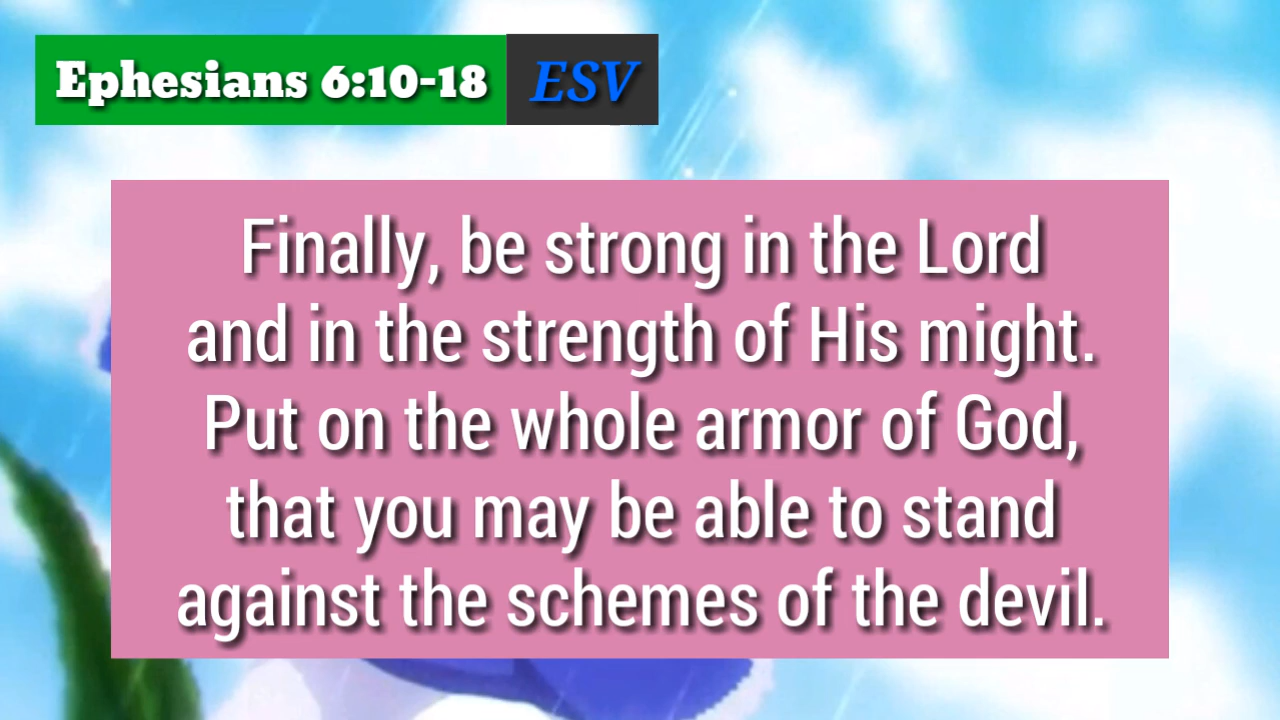 Ephesians 6:10-18 ESV
Finally, be strong in the Lord
and in the strength of His might.
Put on the whole armor of God,
that you may be able to stand
against the schemes of the devil.